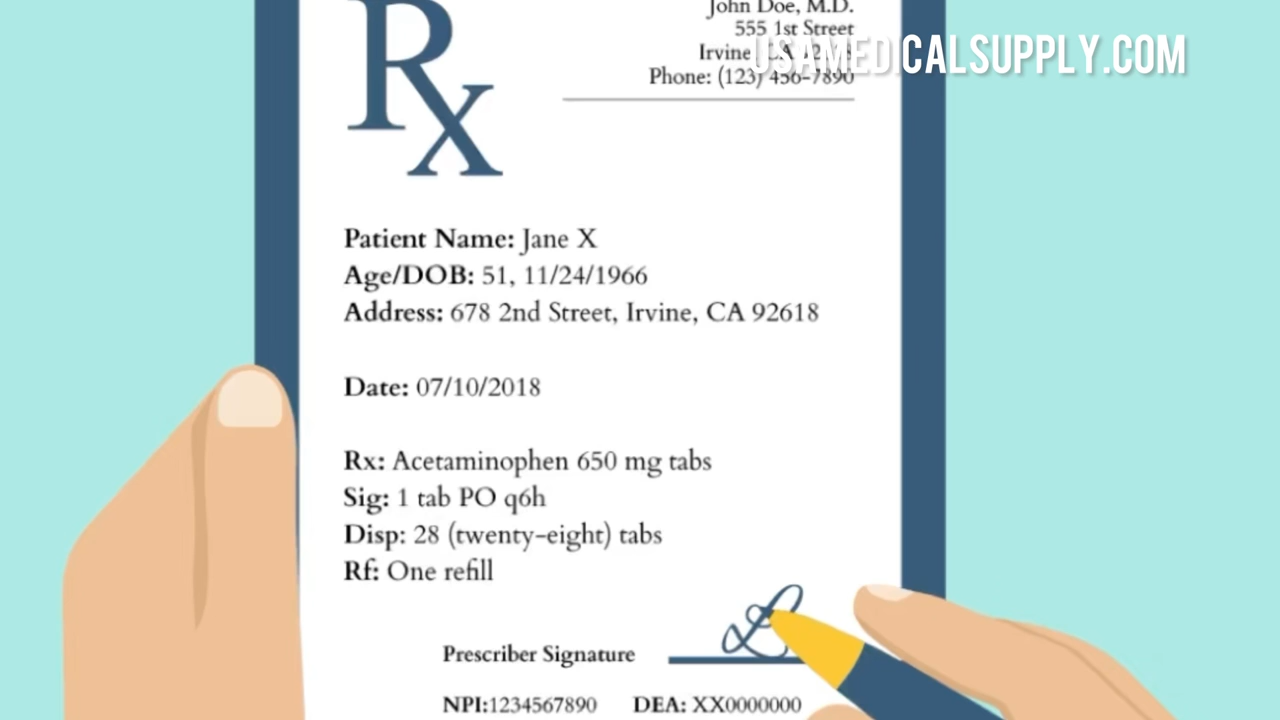 Rx
John Doe, M.D.
555 1st Street
Irvine CA
Phone: (123) 456-7890
USAMEDICALSUPPLY.COM
Patient Name: Jane X
Age/DOB: 51, 11/24/1966
Address: 678 2nd Street, Irvine, CA 92618
Date: 07/10/2018
Rx: Acetaminophen 650 mg tabs
Sig: 1 tab PO q6h
Disp: 28 (twenty-eight) tabs
Rf: One refill
Prescriber Signature
NPI:1234567890 DEA: XX0000000